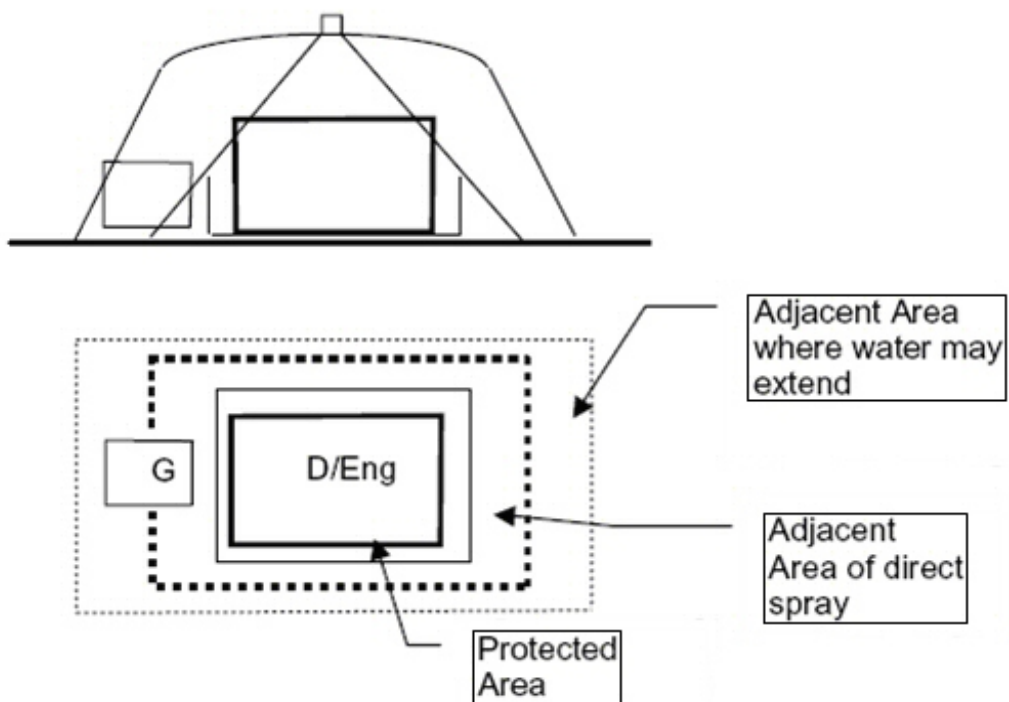 Adjacent Area
where water may
extend
G
D/Eng
Adjacent
Area of direct
spray
Protected
Area